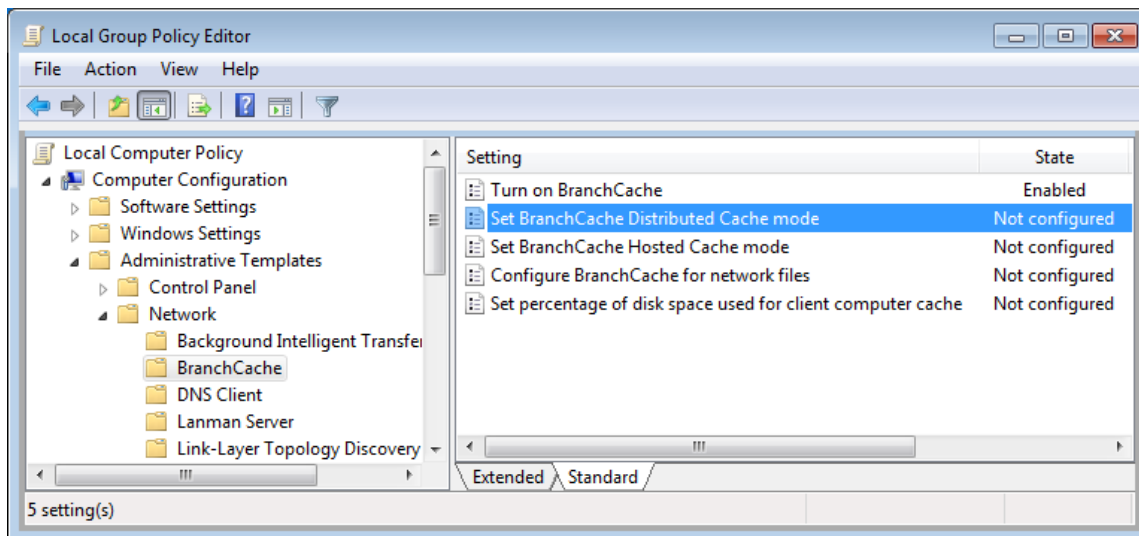 Local Group Policy Editor
File Action View Help
Local Computer Policy
Computer Configuration
Software Settings
Windows Settings
Administrative Templates
Control Panel
Network
Background Intelligent Transfe
BranchCache
DNS Client
Lanman Server
Link-Layer Topology Discovery
Setting State
Turn on BranchCache Enabled
Set BranchCache Distributed Cache mode Not configured
Set BranchCache Hosted Cache mode Not configured
Configure BranchCache for network files Not configured
Set percentage of disk space used for client computer cache Not configured
Extended Standard
5 setting(s)